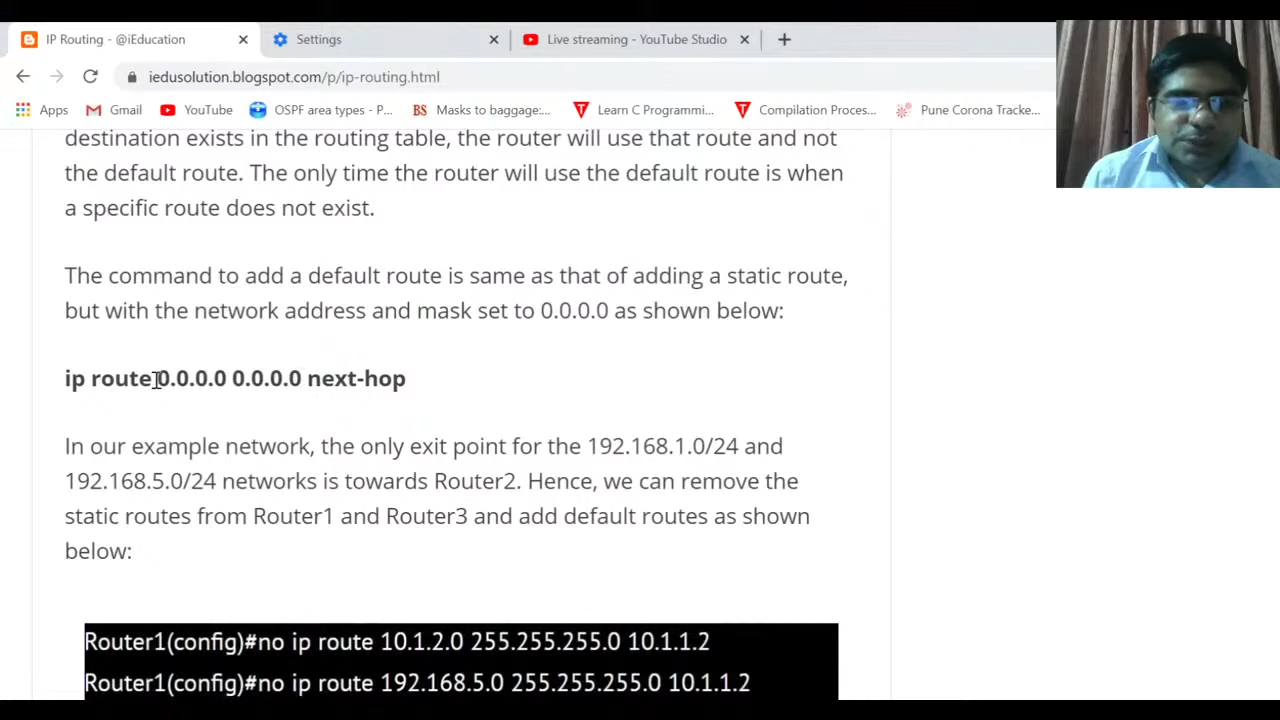 IP Routing - @iEducation
Settings
Live streaming - YouTube Studio
iedusolution.blogspot.com/p/ip-routing.html
Apps
Gmail
YouTube
OSPF area types - P...
BS
Masks to baggage:...
Learn C Programmi...
Compilation Proces...
Pune Corona Tracke...
destination exists in the routing table, the router will use that route and not
the default route. The only time the router will use the default route is when
a specific route does not exist.
The command to add a default route is same as that of adding a static route,
but with the network address and mask set to 0.0.0.0 as shown below:
ip route 0.0.0.0 0.0.0.0 next-hop
In our example network, the only exit point for the 192.168.1.0/24 and
192.168.5.0/24 networks is towards Router2. Hence, we can remove the
static routes from Router1 and Router3 and add default routes as shown
below:
Router1(config)#no ip route 10.1.2.0 255.255.255.0 10.1.1.2
Router1(config)#no ip route 192.168.5.0 255.255.255.0 10.1.1.2